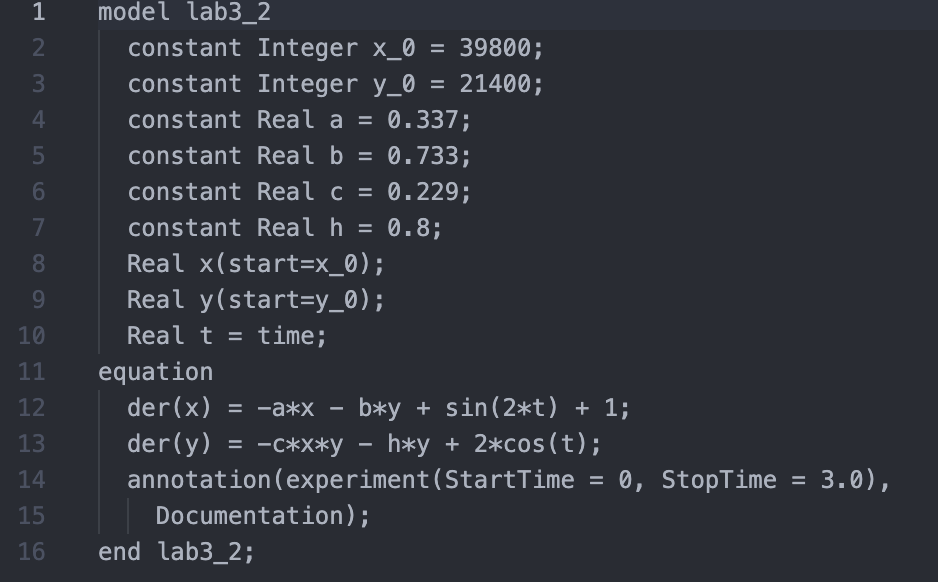 1 model lab3_2
2 constant Integer x_0 = 39800;
3 constant Integer y_0 = 21400;
4 constant Real a = 0.337;
5 constant Real b = 0.733;
6 constant Real c = 0.229;
7 constant Real h = 0.8;
8 Real x(start=x_0);
9 Real y(start=y_0);
10 Real t = time;
11 equation
12 der(x) = -a*x - b*y + sin(2*t) + 1;
13 der(y) = -c*x*y - h*y + 2*cos(t);
14 annotation(experiment(StartTime = 0, StopTime = 3.0),
15 Documentation);
16 end lab3_2;